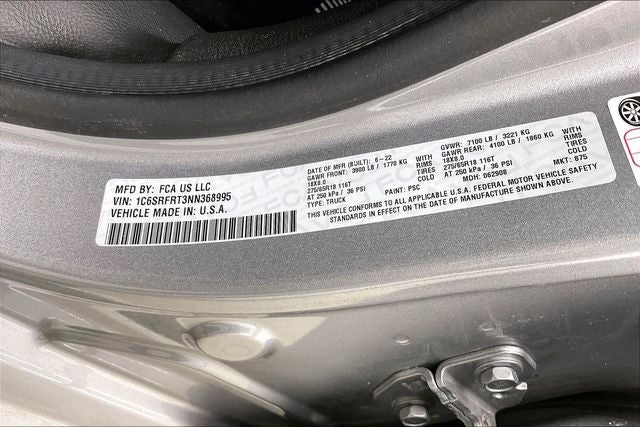 MFD BY: FCA US LLC
VIN: 1C6SRFRT3NN368995
VEHICLE MADE IN: U.S.A.
DATE OF MFR (BUILT): 6-22
GAWR FRONT: 3900 LB / 1770 KG WITH
18X8.0 RIMS
275/65R18 116T TIRES
AT 250 kPa / 36 PSI COLD
TYPE: TRUCK PAINT: PSC
GVWR: 7100 LB / 3221 KG
GAWR REAR: 4100 LB / 1860 KG WITH
18X8.0 RIMS
275/65R18 116T TIRES
AT 250 kPa / 36 PSI COLD
MDH: 062908 MKT: 875
THIS VEHICLE CONFORMS TO ALL APPLICABLE U.S.A. FEDERAL MOTOR VEHICLE SAFETY
STANDARDS IN EFFECT ON THE DATE OF MANUFACTURE SHOWN ABOVE.